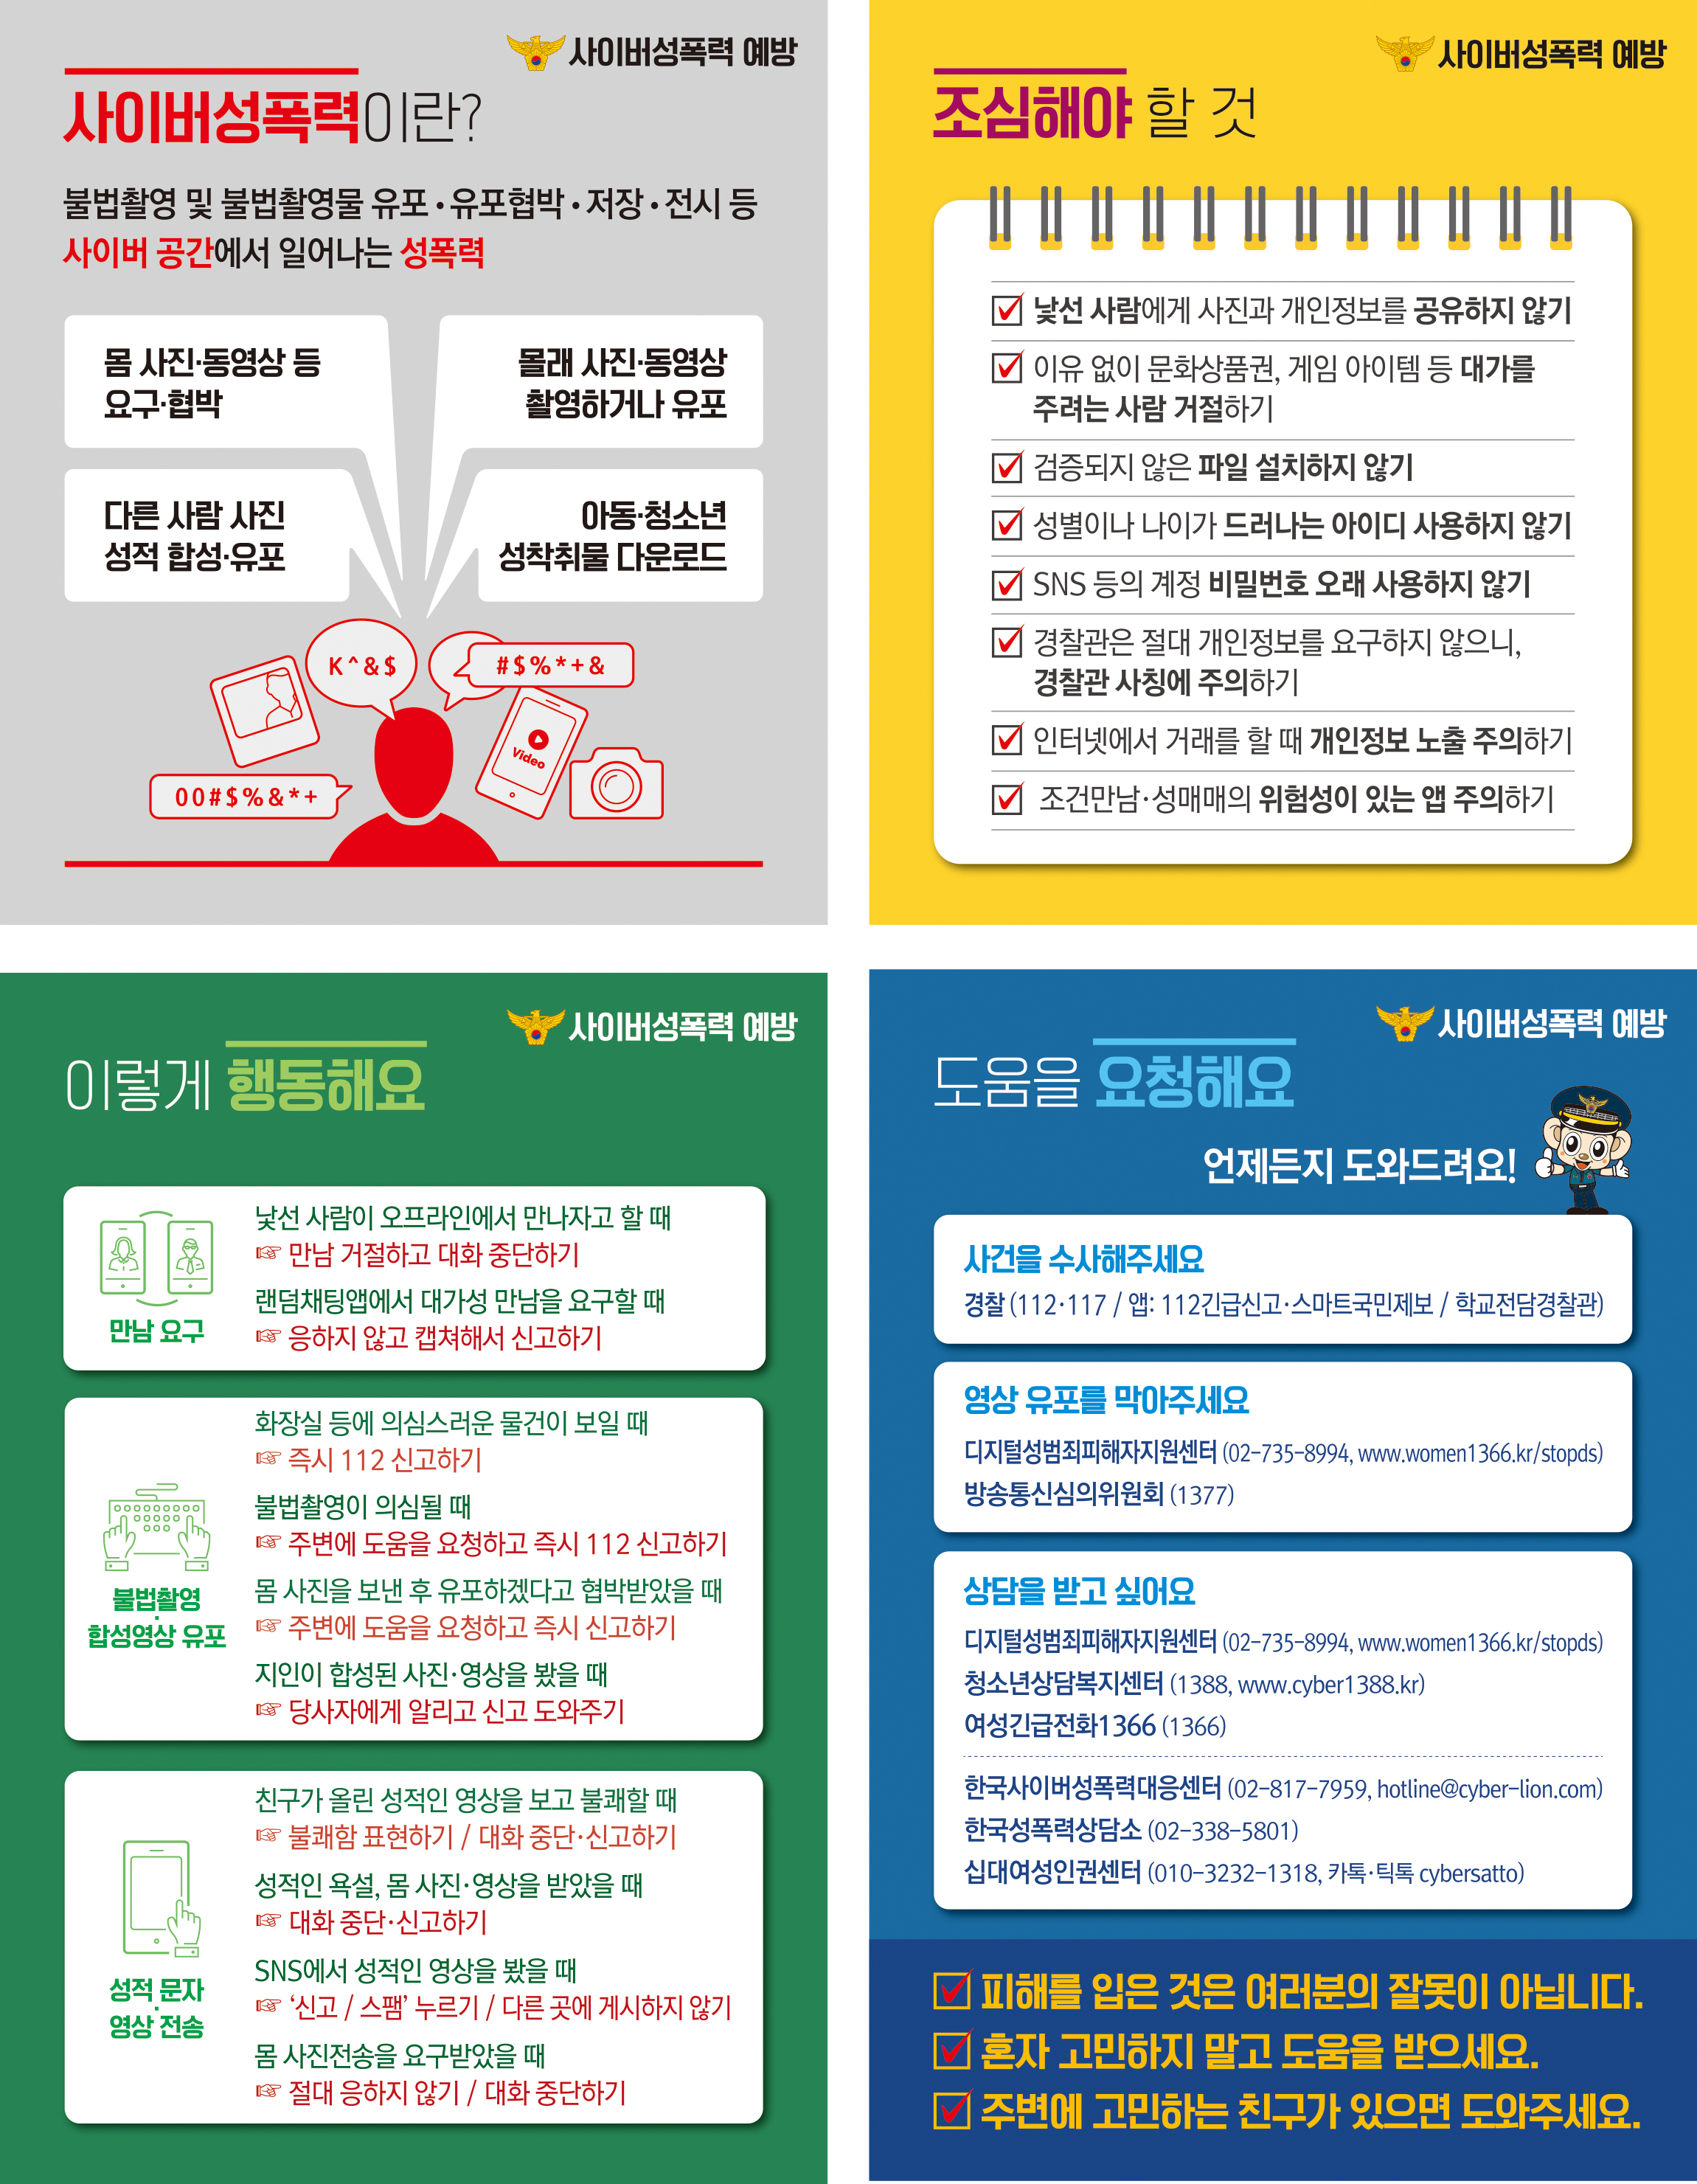 사이버성폭력 예방
사이버성폭력이란?
불법촬영 및 불법촬영물 유포•유포협박•저장•전시 등
사이버 공간에서 일어나는 성폭력
몸 사진·동영상 등
요구·협박
몰래 사진·동영상
촬영하거나 유포
다른 사람 사진
성적 합성·유포
아동·청소년
성착취물 다운로드
K^&$
#$%*+&
Video
00#$%&*+
사이버성폭력 예방
조심해야 할 것
낯선 사람에게 사진과 개인정보를 공유하지 않기
이유 없이 문화상품권, 게임 아이템 등 대가를
주려는 사람 거절하기
검증되지 않은 파일 설치하지 않기
성별이나 나이가 드러나는 아이디 사용하지 않기
SNS 등의 계정 비밀번호 오래 사용하지 않기
경찰관은 절대 개인정보를 요구하지 않으니,
경찰관 사칭에 주의하기
인터넷에서 거래를 할 때 개인정보 노출 주의하기
조건만남·성매매의 위험성이 있는 앱 주의하기
사이버성폭력 예방
이렇게 행동해요
만남 요구
낯선 사람이 오프라인에서 만나자고 할 때
☞ 만남 거절하고 대화 중단하기
랜덤채팅앱에서 대가성 만남을 요구할 때
☞ 응하지 않고 캡쳐해서 신고하기
불법촬영
·
합성영상 유포
화장실 등에 의심스러운 물건이 보일 때
☞ 즉시 112 신고하기
불법촬영이 의심될 때
☞ 주변에 도움을 요청하고 즉시 112 신고하기
몸 사진을 보낸 후 유포하겠다고 협박받았을 때
☞ 주변에 도움을 요청하고 즉시 신고하기
지인이 합성된 사진·영상을 봤을 때
☞ 당사자에게 알리고 신고 도와주기
성적 문자
·
영상 전송
친구가 올린 성적인 영상을 보고 불쾌할 때
☞ 불쾌함 표현하기 / 대화 중단·신고하기
성적인 욕설, 몸 사진·영상을 받았을 때
☞ 대화 중단·신고하기
SNS에서 성적인 영상을 봤을 때
☞ ‘신고 / 스팸’ 누르기 / 다른 곳에 게시하지 않기
몸 사진전송을 요구받았을 때
☞ 절대 응하지 않기 / 대화 중단하기
사이버성폭력 예방
도움을 요청해요
언제든지 도와드려요!
사건을 수사해주세요
경찰 (112·117 / 앱: 112긴급신고·스마트국민제보 / 학교전담경찰관)
영상 유포를 막아주세요
디지털성범죄피해자지원센터 (02-735-8994, www.women1366.kr/stopds)
방송통신심의위원회 (1377)
상담을 받고 싶어요
디지털성범죄피해자지원센터 (02-735-8994, www.women1366.kr/stopds)
청소년상담복지센터 (1388, www.cyber1388.kr)
여성긴급전화1366 (1366)
한국사이버성폭력대응센터 (02-817-7959, hotline@cyber-lion.com)
한국성폭력상담소 (02-338-5801)
십대여성인권센터 (010-3232-1318, 카톡·틱톡 cybersatto)
피해를 입은 것은 여러분의 잘못이 아닙니다.
혼자 고민하지 말고 도움을 받으세요.
주변에 고민하는 친구가 있으면 도와주세요.